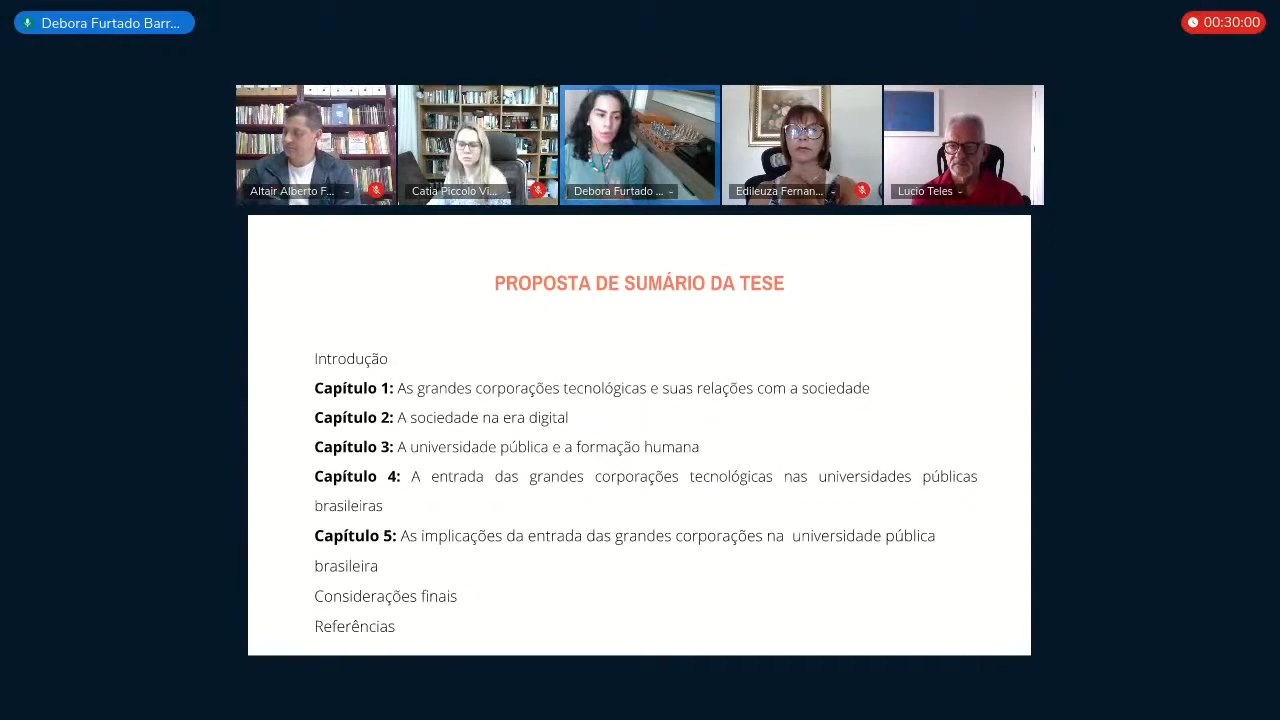 Debora Furtado Barr...
00:30:00
Altair Alberto F...
Catia Piccolo Vi...
Debora Furtado ...
Edileuza Fernan...
Lucio Teles
PROPOSTA DE SUMÁRIO DA TESE
Introdução
Capítulo 1: As grandes corporações tecnológicas e suas relações com a sociedade
Capítulo 2: A sociedade na era digital
Capítulo 3: A universidade pública e a formação humana
Capítulo 4: A entrada das grandes corporações tecnológicas nas universidades públicas
brasileiras
Capítulo 5: As implicações da entrada das grandes corporações na universidade pública
brasileira
Considerações finais
Referências